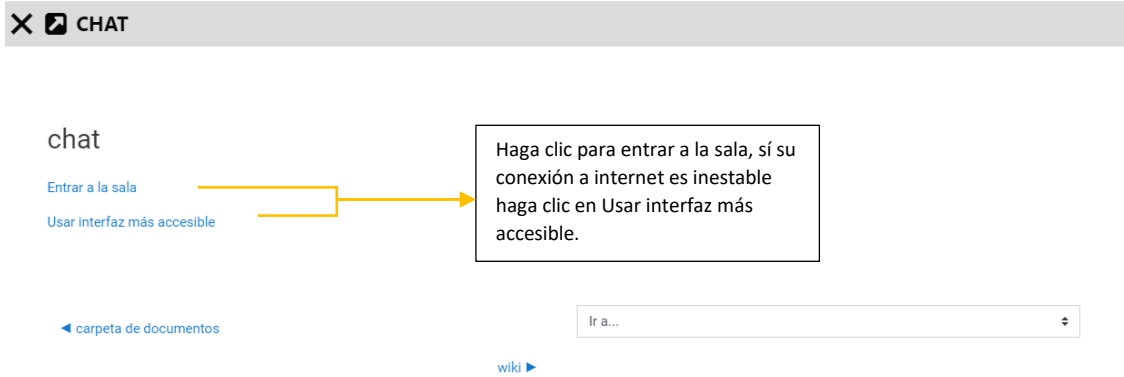 CHAT
chat
Entrar a la sala
Usar interfaz más accesible
Haga clic para entrar a la sala, sí su
conexión a internet es inestable
haga clic en Usar interfaz más
accesible.
◄ carpeta de documentos
Ir a...
wiki ►